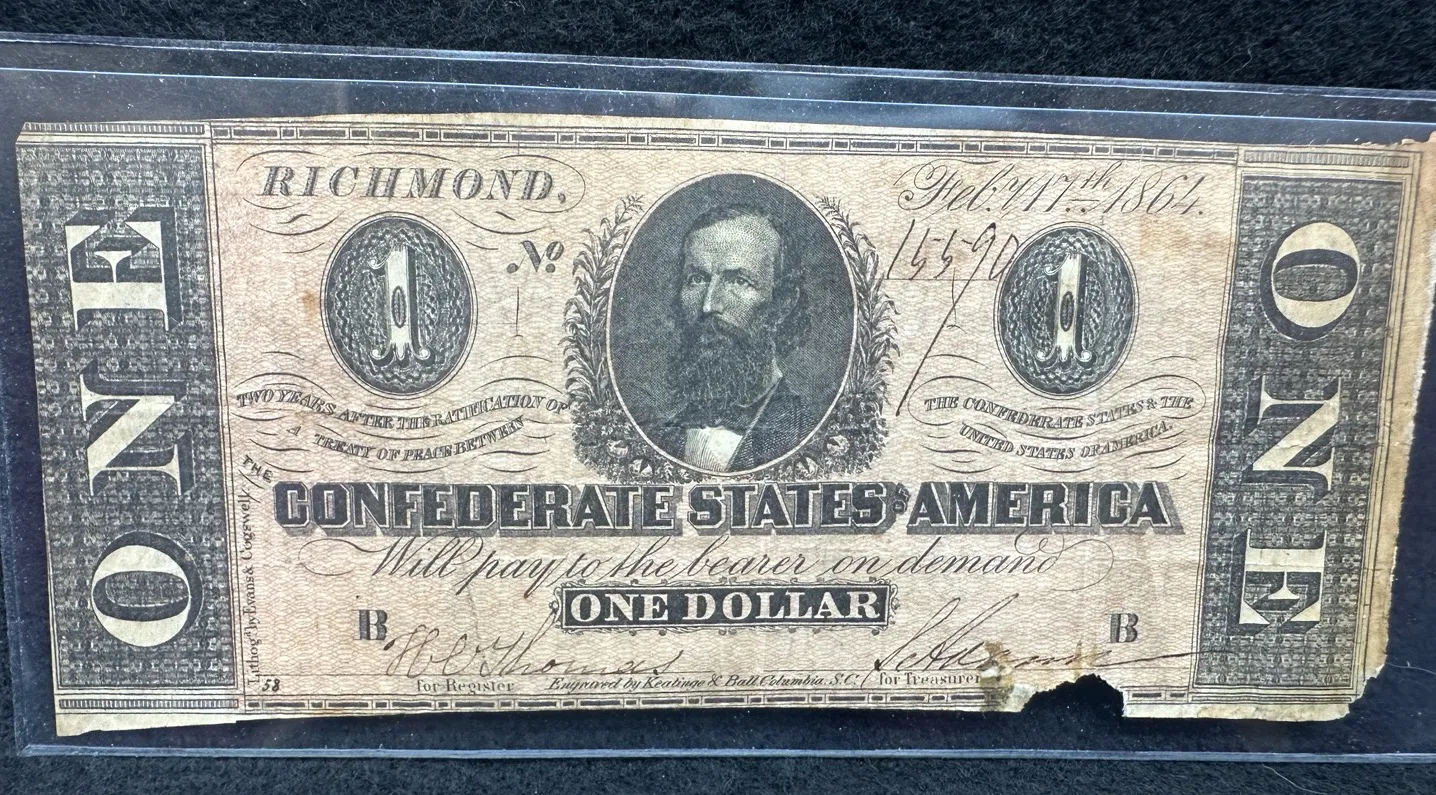 ONE
RICHMOND,
Feb.y 17.th 1864.
1
No
15590
1
TWO YEARS AFTER THE RATIFICATION OF
A TREATY OF PEACE BETWEEN
THE CONFEDERATE STATES & THE
UNITED STATES OF AMERICA.
THE
CONFEDERATE STATES OF AMERICA
Will pay to the bearer on demand
ONE DOLLAR
B
B
for Register
Engraved by Keatinge & Ball, Columbia, S.C.
for Treasurer
58
Lithog'd by Evans & Cogswell
ONE